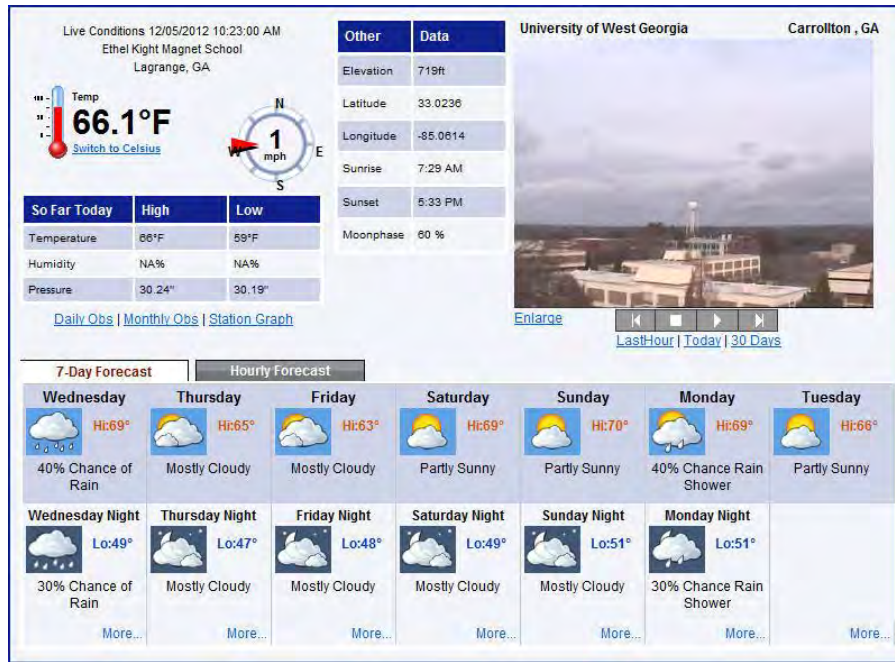 Live Conditions 12/05/2012 10:23:00 AM
Ethel Kight Magnet School
Lagrange, GA
Temp
66.1°F
Switch to Celsius
N
W
E
S
1
mph
So Far Today High Low
Temperature 66°F 59°F
Humidity NA% NA%
Pressure 30.24" 30.19"
Daily Obs | Monthly Obs | Station Graph
Other Data
Elevation 719ft
Latitude 33.0236
Longitude -85.0614
Sunrise 7:29 AM
Sunset 5:33 PM
Moonphase 60 %
University of West Georgia Carrollton , GA
Enlarge
LastHour | Today | 30 Days
7-Day Forecast Hourly Forecast
Wednesday Thursday Friday Saturday Sunday Monday Tuesday
Hi:69° Hi:65° Hi:63° Hi:69° Hi:70° Hi:69° Hi:66°
40% Chance of Mostly Cloudy Mostly Cloudy Partly Sunny Partly Sunny 40% Chance Rain Partly Sunny
Rain Shower
Wednesday Night Thursday Night Friday Night Saturday Night Sunday Night Monday Night
Lo:49° Lo:47° Lo:48° Lo:49° Lo:51° Lo:51°
30% Chance of Mostly Cloudy Mostly Cloudy Mostly Cloudy Mostly Cloudy 30% Chance Rain
Rain Shower
More... More... More... More... More... More... More...